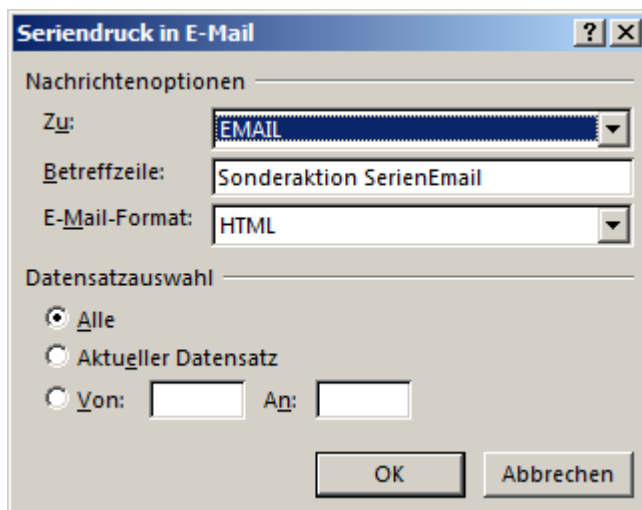 Seriendruck in E-Mail
Nachrichtenoptionen
Zu: EMAIL
Betreffzeile: Sonderaktion SerienEmail
E-Mail-Format: HTML
Datensatzauswahl
Alle
Aktueller Datensatz
Von: An:
OK Abbrechen